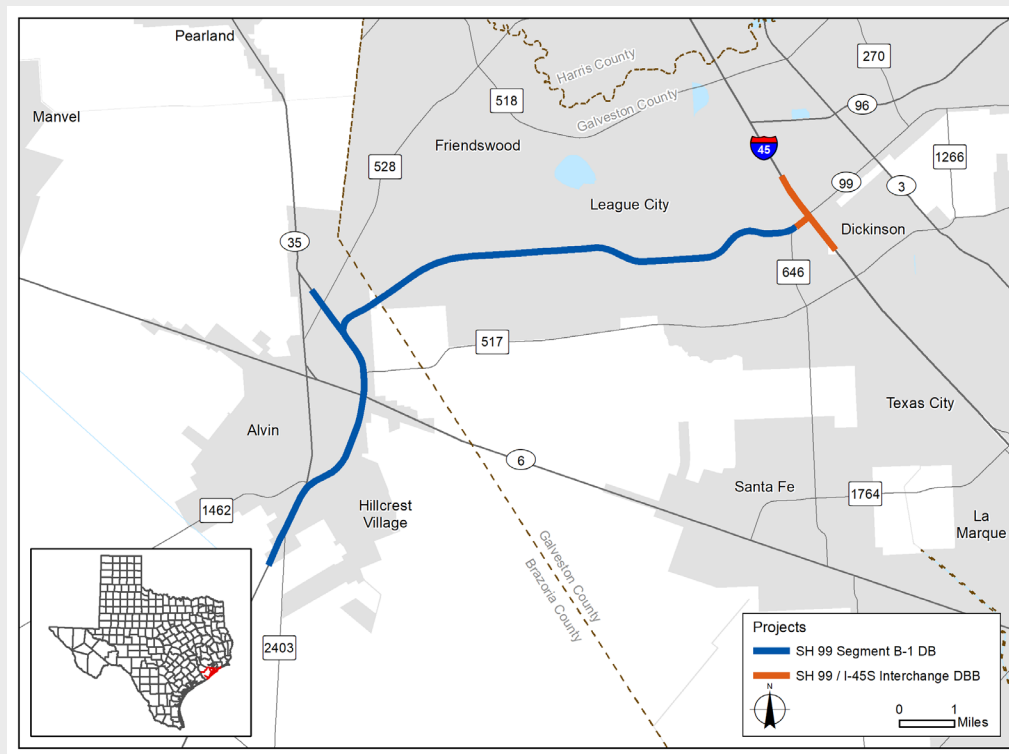 Pearland
Harris County
270
Manvel
518
Galveston County
96
Friendswood
45
528
1266
League City
99
3
35
Dickinson
646
517
Texas City
Alvin
6
Santa Fe
1764
1462
Hillcrest
Village
La
Marque
Galveston County
Brazoria County
2403
Projects
SH 99 Segment B-1 DB
SH 99 / I-45S Interchange DBB
N
0 1
Miles